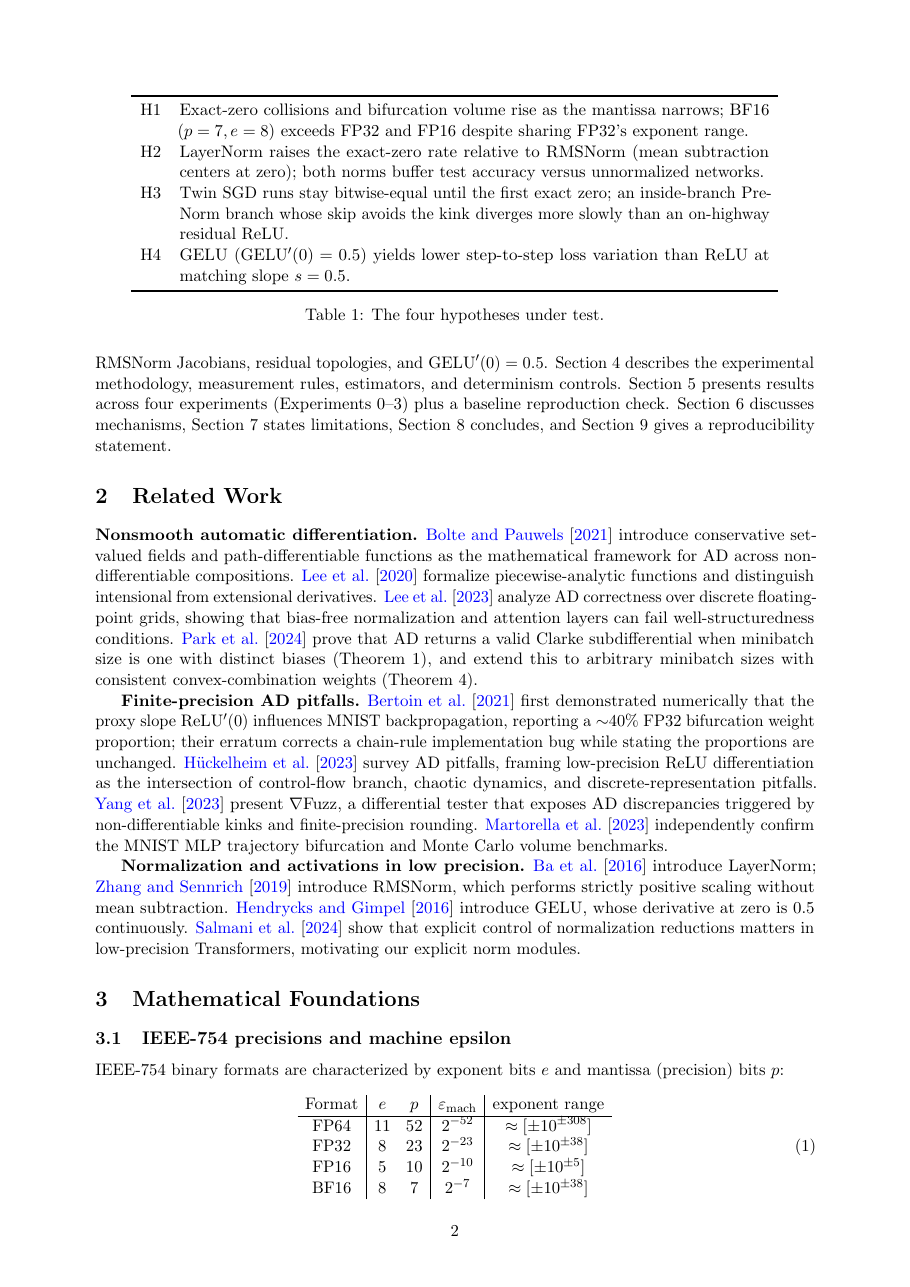 H1 Exact-zero collisions and bifurcation volume rise as the mantissa narrows; BF16
(p = 7, e = 8) exceeds FP32 and FP16 despite sharing FP32's exponent range.
H2 LayerNorm raises the exact-zero rate relative to RMSNorm (mean subtraction
centers at zero); both norms buffer test accuracy versus unnormalized networks.
H3 Twin SGD runs stay bitwise-equal until the first exact zero; an inside-branch Pre-
Norm branch whose skip avoids the kink diverges more slowly than an on-highway
residual ReLU.
H4 GELU (GELU′(0) = 0.5) yields lower step-to-step loss variation than ReLU at
matching slope s = 0.5.
Table 1: The four hypotheses under test.
RMSNorm Jacobians, residual topologies, and GELU′(0) = 0.5. Section 4 describes the experimental
methodology, measurement rules, estimators, and determinism controls. Section 5 presents results
across four experiments (Experiments 0–3) plus a baseline reproduction check. Section 6 discusses
mechanisms, Section 7 states limitations, Section 8 concludes, and Section 9 gives a reproducibility
statement.
2 Related Work
Nonsmooth automatic differentiation. Bolte and Pauwels [2021] introduce conservative set-
valued fields and path-differentiable functions as the mathematical framework for AD across non-
differentiable compositions. Lee et al. [2020] formalize piecewise-analytic functions and distinguish
intensional from extensional derivatives. Lee et al. [2023] analyze AD correctness over discrete floating-
point grids, showing that bias-free normalization and attention layers can fail well-structuredness
conditions. Park et al. [2024] prove that AD returns a valid Clarke subdifferential when minibatch
size is one with distinct biases (Theorem 1), and extend this to arbitrary minibatch sizes with
consistent convex-combination weights (Theorem 4).
Finite-precision AD pitfalls. Bertoin et al. [2021] first demonstrated numerically that the
proxy slope ReLU′(0) influences MNIST backpropagation, reporting a ∼40% FP32 bifurcation weight
proportion; their erratum corrects a chain-rule implementation bug while stating the proportions are
unchanged. Hückelheim et al. [2023] survey AD pitfalls, framing low-precision ReLU differentiation
as the intersection of control-flow branch, chaotic dynamics, and discrete-representation pitfalls.
Yang et al. [2023] present ∇Fuzz, a differential tester that exposes AD discrepancies triggered by
non-differentiable kinks and finite-precision rounding. Martorella et al. [2023] independently confirm
the MNIST MLP trajectory bifurcation and Monte Carlo volume benchmarks.
Normalization and activations in low precision. Ba et al. [2016] introduce LayerNorm;
Zhang and Sennrich [2019] introduce RMSNorm, which performs strictly positive scaling without
mean subtraction. Hendrycks and Gimpel [2016] introduce GELU, whose derivative at zero is 0.5
continuously. Salmani et al. [2024] show that explicit control of normalization reductions matters in
low-precision Transformers, motivating our explicit norm modules.
3 Mathematical Foundations
3.1 IEEE-754 precisions and machine epsilon
IEEE-754 binary formats are characterized by exponent bits e and mantissa (precision) bits p:
Format e p ε_mach exponent range
FP64 11 52 2^−52 ≈ [±10^±308]
FP32 8 23 2^−23 ≈ [±10^±38] (1)
FP16 5 10 2^−10 ≈ [±10^±5]
BF16 8 7 2^−7 ≈ [±10^±38]
2